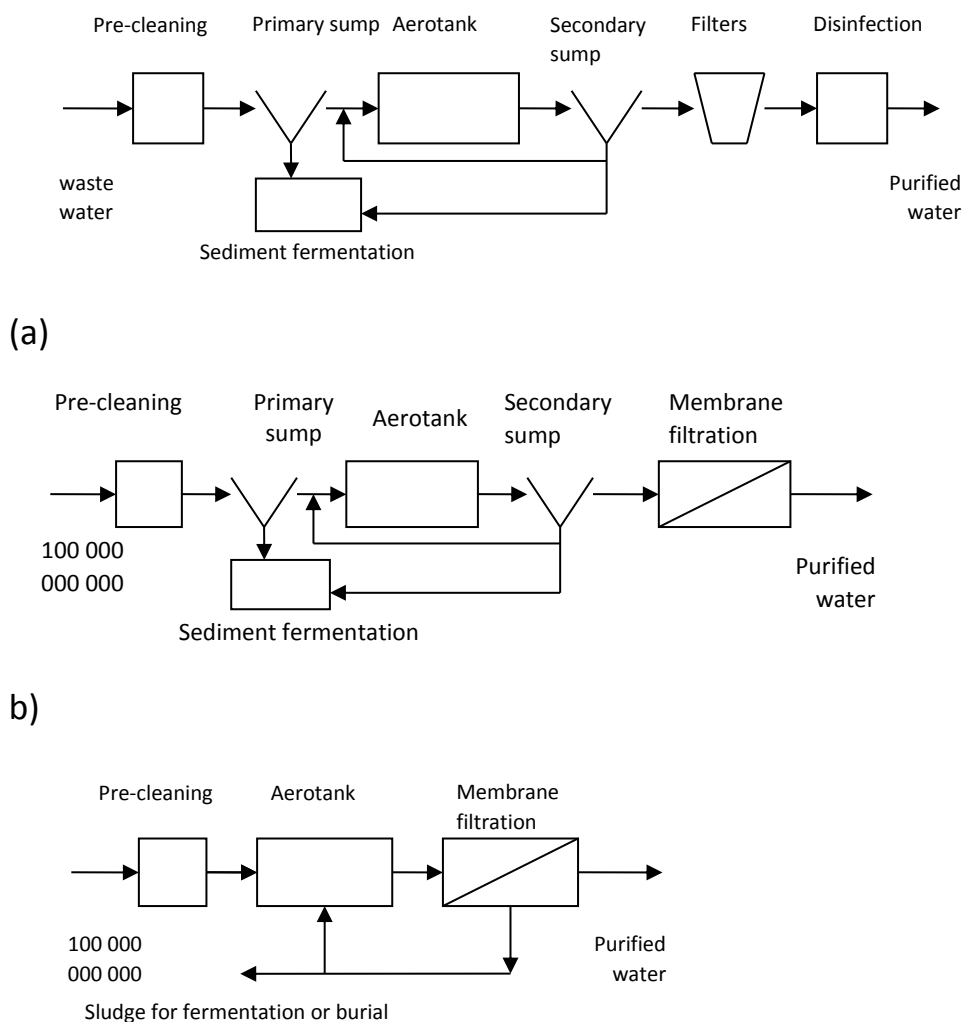 Pre-cleaning
Primary sump
Aerotank
Secondary
sump
Filters
Disinfection
waste
water
Purified
water
Sediment fermentation
(a)
Pre-cleaning
Primary
sump
Aerotank
Secondary
sump
Membrane
filtration
100 000
000 000
Purified
water
Sediment fermentation
b)
Pre-cleaning
Aerotank
Membrane
filtration
100 000
000 000
Purified
water
Sludge for fermentation or burial